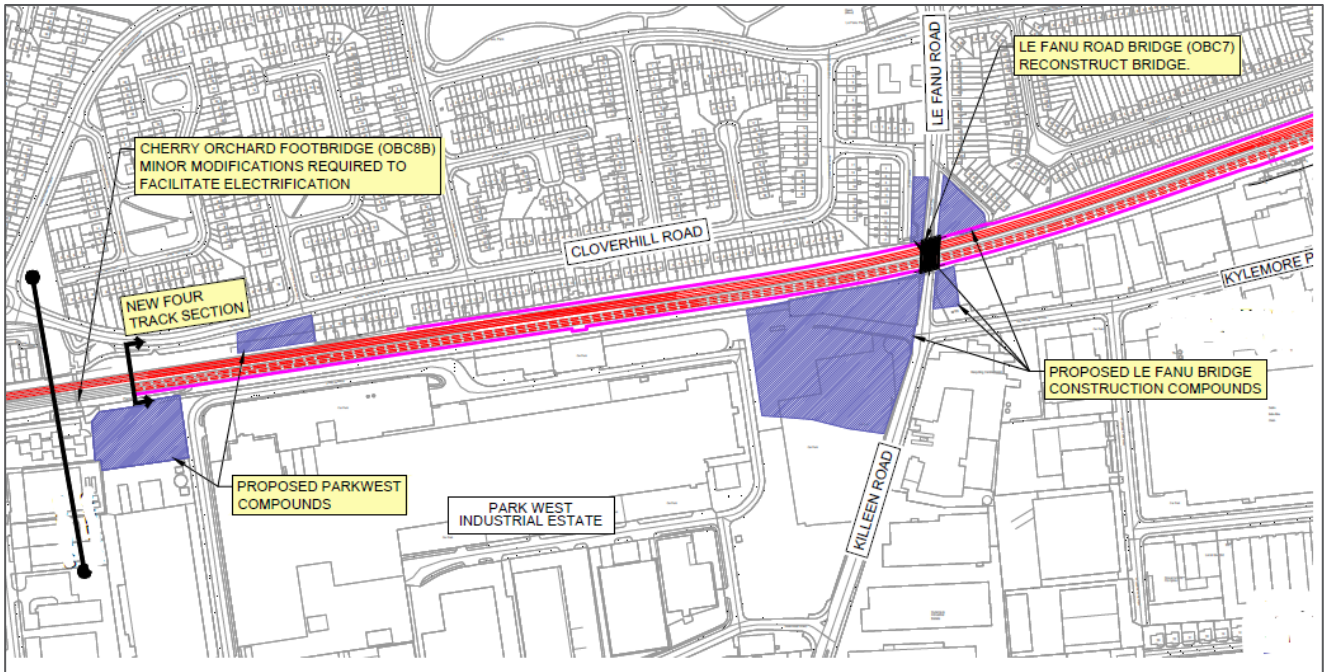 LE FANU ROAD
LE FANU ROAD BRIDGE (OBC7)
RECONSTRUCT BRIDGE.
CHERRY ORCHARD FOOTBRIDGE (OBC8B)
MINOR MODIFICATIONS REQUIRED TO
FACILITATE ELECTRIFICATION
CLOVERHILL ROAD
KYLEMORE P
NEW FOUR
TRACK SECTION
PROPOSED LE FANU BRIDGE
CONSTRUCTION COMPOUNDS
PROPOSED PARKWEST
COMPOUNDS
PARK WEST
INDUSTRIAL ESTATE
KILLEEN ROAD